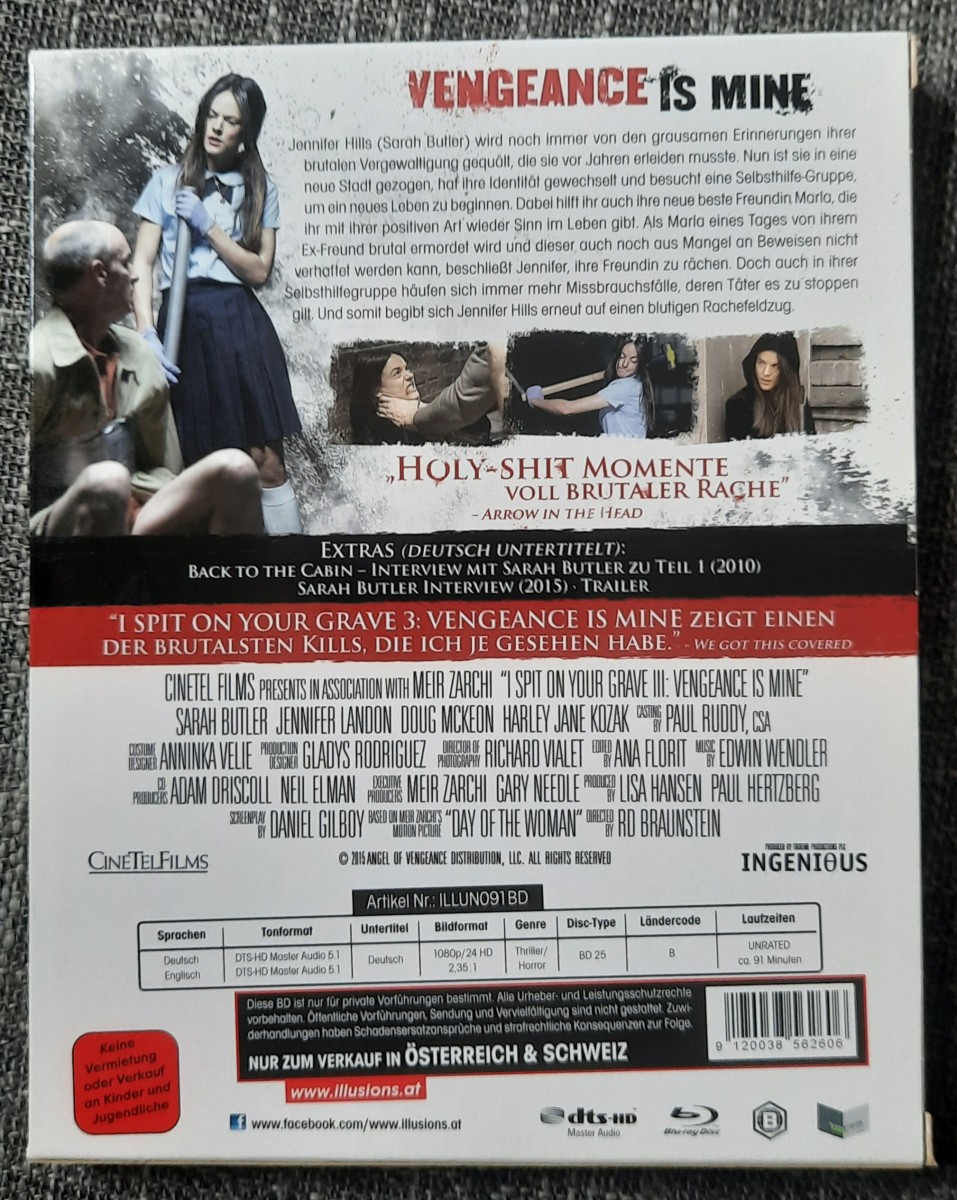 VENGEANCE IS MINE
Jennifer Hills (Sarah Butler) wird noch immer von den grausamen Erinnerungen ihrer
brutalen Vergewaltigung gequält, die sie vor Jahren erleiden musste. Nun ist sie in eine
neue Stadt gezogen, hat ihre Identität gewechselt und besucht eine Selbsthilfe-Gruppe,
um ein neues Leben zu beginnen. Dabei hilft ihr auch ihre neue beste Freundin Marla, die
ihr mit ihrer positiven Art wieder Sinn im Leben gibt. Als Marla eines Tages von ihrem
Ex-Freund brutal ermordet wird und dieser auch noch aus Mangel an Beweisen nicht
verhaftet werden kann, beschließt Jennifer, ihre Freundin zu rächen. Doch auch in ihrer
Selbsthilfegruppe häufen sich immer mehr Missbrauchsfälle, deren Täter es zu stoppen
gilt. Und somit begibt sich Jennifer Hills erneut auf einen blutigen Rachefeldzug.
„HOLY-SHIT MOMENTE
VOLL BRUTALER RACHE"
- ARROW IN THE HEAD
EXTRAS (DEUTSCH UNTERTITELT):
BACK TO THE CABIN – INTERVIEW MIT SARAH BUTLER ZU TEIL 1 (2010)
SARAH BUTLER INTERVIEW (2015) · TRAILER
"I SPIT ON YOUR GRAVE 3: VENGEANCE IS MINE ZEIGT EINEN
DER BRUTALSTEN KILLS, DIE ICH JE GESEHEN HABE." - WE GOT THIS COVERED
CINETEL FILMS PRESENTS IN ASSOCIATION WITH MEIR ZARCHI "I SPIT ON YOUR GRAVE III: VENGEANCE IS MINE"
SARAH BUTLER JENNIFER LANDON DOUG MCKEON HARLEY JANE KOZAK CASTING BY PAUL RUDDY, CSA
COSTUME DESIGNER ANNINKA VELIE PRODUCTION DESIGNER GLADYS RODRIGUEZ DIRECTOR OF PHOTOGRAPHY RICHARD VIALET EDITED BY ANA FLORIT MUSIC BY EDWIN WENDLER
CO PRODUCERS ADAM DRISCOLL NEIL ELMAN EXECUTIVE PRODUCERS MEIR ZARCHI GARY NEEDLE PRODUCED BY LISA HANSEN PAUL HERTZBERG
SCREENPLAY BY DANIEL GILBOY BASED ON MEIR ZARCHI'S MOTION PICTURE "DAY OF THE WOMAN" DIRECTED BY RD BRAUNSTEIN
CINETELFILMS
© 2015 ANGEL OF VENGEANCE DISTRIBUTION, LLC. ALL RIGHTS RESERVED
INGENIOUS
Artikel Nr.: ILLUN091BD
Sprachen Tonformat Untertitel Bildformat Genre Disc-Type Ländercode Laufzeiten
Deutsch DTS-HD Master Audio 5.1 Deutsch 1080p/24 HD Thriller/ BD 25 B UNRATED
Englisch DTS-HD Master Audio 5.1 2,35:1 Horror ca. 91 Minuten
Diese BD ist nur für private Vorführungen bestimmt. Alle Urheber- und Leistungsschutzrechte
vorbehalten. Öffentliche Vorführungen, Sendung und Vervielfältigung sind nicht gestattet. Zuwi-
derhandlungen haben Schadensersatzansprüche und strafrechtliche Konsequenzen zur Folge.
NUR ZUM VERKAUF IN ÖSTERREICH & SCHWEIZ
9 120038 562606
Keine
Vermietung
oder Verkauf
an Kinder und
Jugendliche
www.illusions.at
f www.facebook.com/www.illusions.at
dts-HD
Master Audio
Blu-ray Disc
B